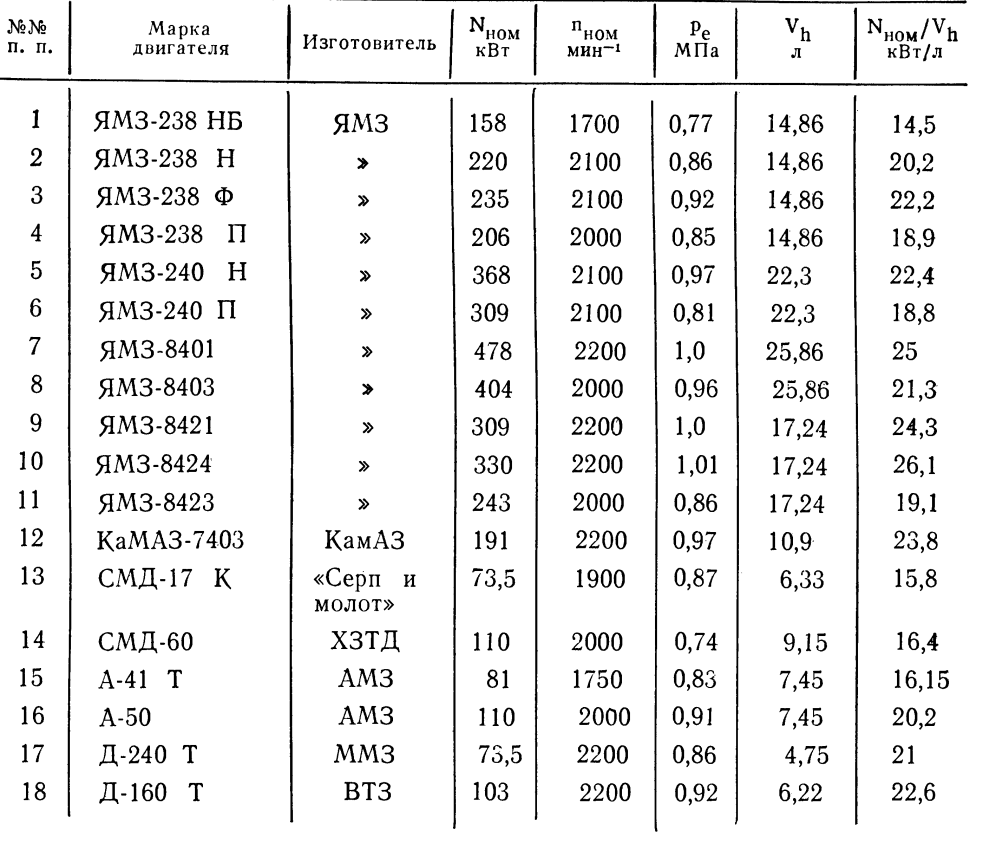 №№ п. п. Марка двигателя Изготовитель Nном кВт nном мин⁻¹ pe МПа Vh л Nном/Vh кВт/л
1 ЯМЗ-238 НБ ЯМЗ 158 1700 0,77 14,86 14,5
2 ЯМЗ-238 Н » 220 2100 0,86 14,86 20,2
3 ЯМЗ-238 Ф » 235 2100 0,92 14,86 22,2
4 ЯМЗ-238 П » 206 2000 0,85 14,86 18,9
5 ЯМЗ-240 Н » 368 2100 0,97 22,3 22,4
6 ЯМЗ-240 П » 309 2100 0,81 22,3 18,8
7 ЯМЗ-8401 » 478 2200 1,0 25,86 25
8 ЯМЗ-8403 » 404 2000 0,96 25,86 21,3
9 ЯМЗ-8421 » 309 2200 1,0 17,24 24,3
10 ЯМЗ-8424 » 330 2200 1,01 17,24 26,1
11 ЯМЗ-8423 » 243 2000 0,86 17,24 19,1
12 КаМАЗ-7403 КамАЗ 191 2200 0,97 10,9 23,8
13 СМД-17 К «Серп и 73,5 1900 0,87 6,33 15,8
молот»
14 СМД-60 ХЗТД 110 2000 0,74 9,15 16,4
15 А-41 Т АМЗ 81 1750 0,83 7,45 16,15
16 А-50 АМЗ 110 2000 0,91 7,45 20,2
17 Д-240 Т ММЗ 73,5 2200 0,86 4,75 21
18 Д-160 Т ВТЗ 103 2200 0,92 6,22 22,6